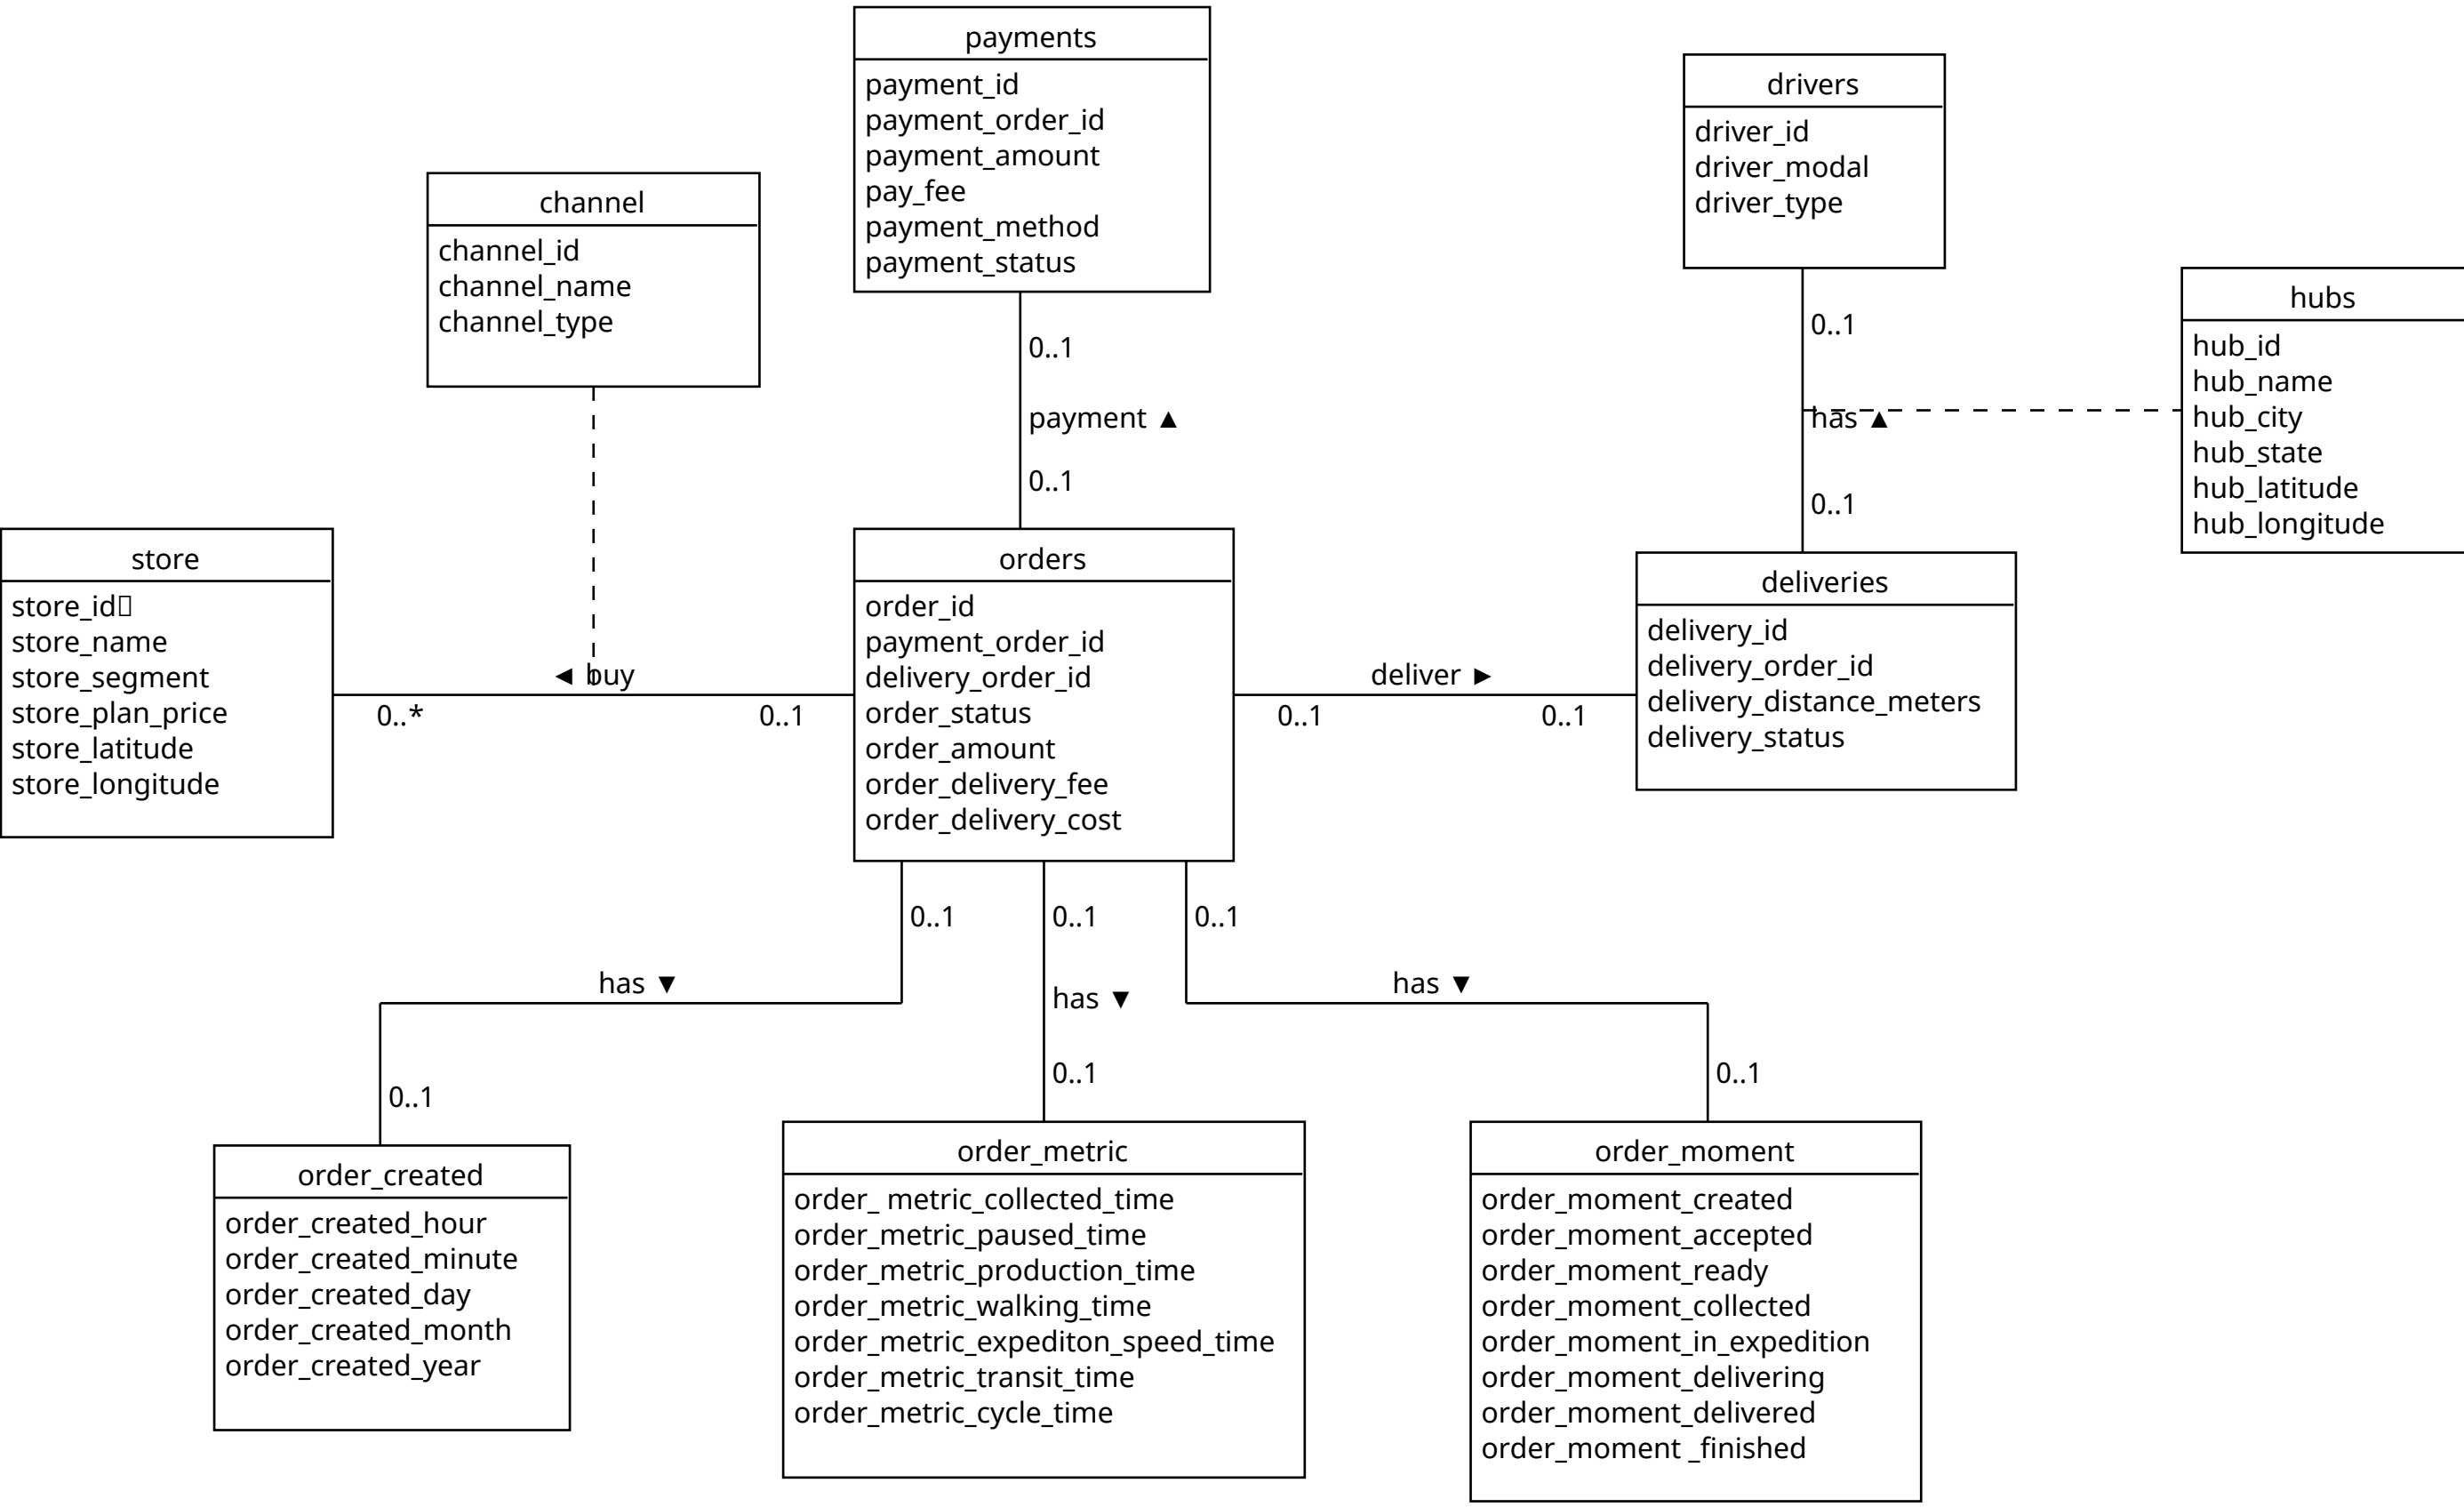 payments
payment_id
payment_order_id
payment_amount
pay_fee
payment_method
payment_status
drivers
driver_id
driver_modal
driver_type
channel
channel_id
channel_name
channel_type
hubs
hub_id
hub_name
hub_city
hub_state
hub_latitude
hub_longitude
0..1
payment ▲
0..1
0..1
has ▲
0..1
store
store_id
store_name
store_segment
store_plan_price
store_latitude
store_longitude
◄ buy
0..*
0..1
orders
order_id
payment_order_id
delivery_order_id
order_status
order_amount
order_delivery_fee
order_delivery_cost
deliver ►
0..1
0..1
deliveries
delivery_id
delivery_order_id
delivery_distance_meters
delivery_status
0..1
0..1
0..1
has ▼
has ▼
has ▼
0..1
0..1
0..1
order_created
order_created_hour
order_created_minute
order_created_day
order_created_month
order_created_year
order_metric
order_ metric_collected_time
order_metric_paused_time
order_metric_production_time
order_metric_walking_time
order_metric_expediton_speed_time
order_metric_transit_time
order_metric_cycle_time
order_moment
order_moment_created
order_moment_accepted
order_moment_ready
order_moment_collected
order_moment_in_expedition
order_moment_delivering
order_moment_delivered
order_moment _finished